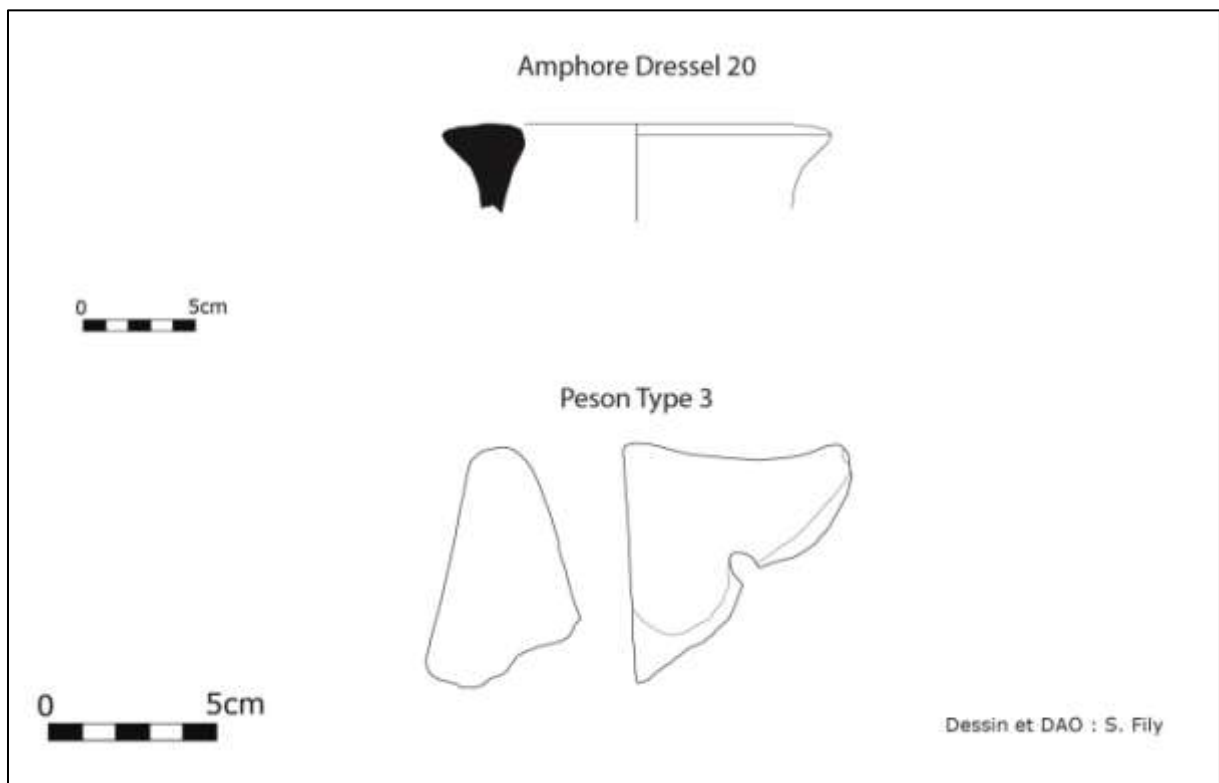 Amphore Dressel 20
0 5cm
Peson Type 3
0 5cm
Dessin et DAO : S. Fily